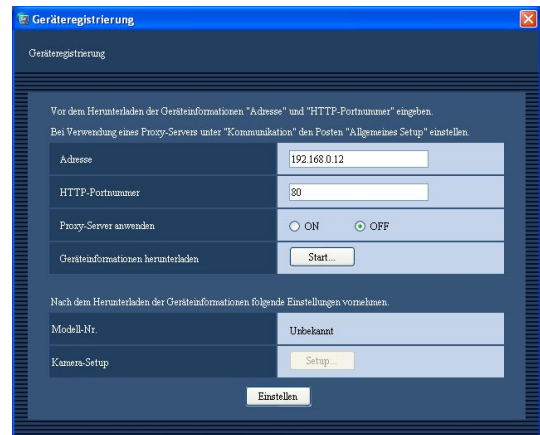 Geräteregistrierung
Geräteregistrierung
Vor dem Herunterladen der Geräteinformationen "Adresse" und "HTTP-Portnummer" eingeben.
Bei Verwendung eines Proxy-Servers unter "Kommunikation" den Posten "Allgemeines Setup" einstellen.
Adresse 192.168.0.12
HTTP-Portnummer 80
Proxy-Server anwenden ON OFF
Geräteinformationen herunterladen Start...
Nach dem Herunterladen der Geräteinformationen folgende Einstellungen vornehmen.
Modell-Nr. Unbekannt
Kamera-Setup Setup...
Einstellen